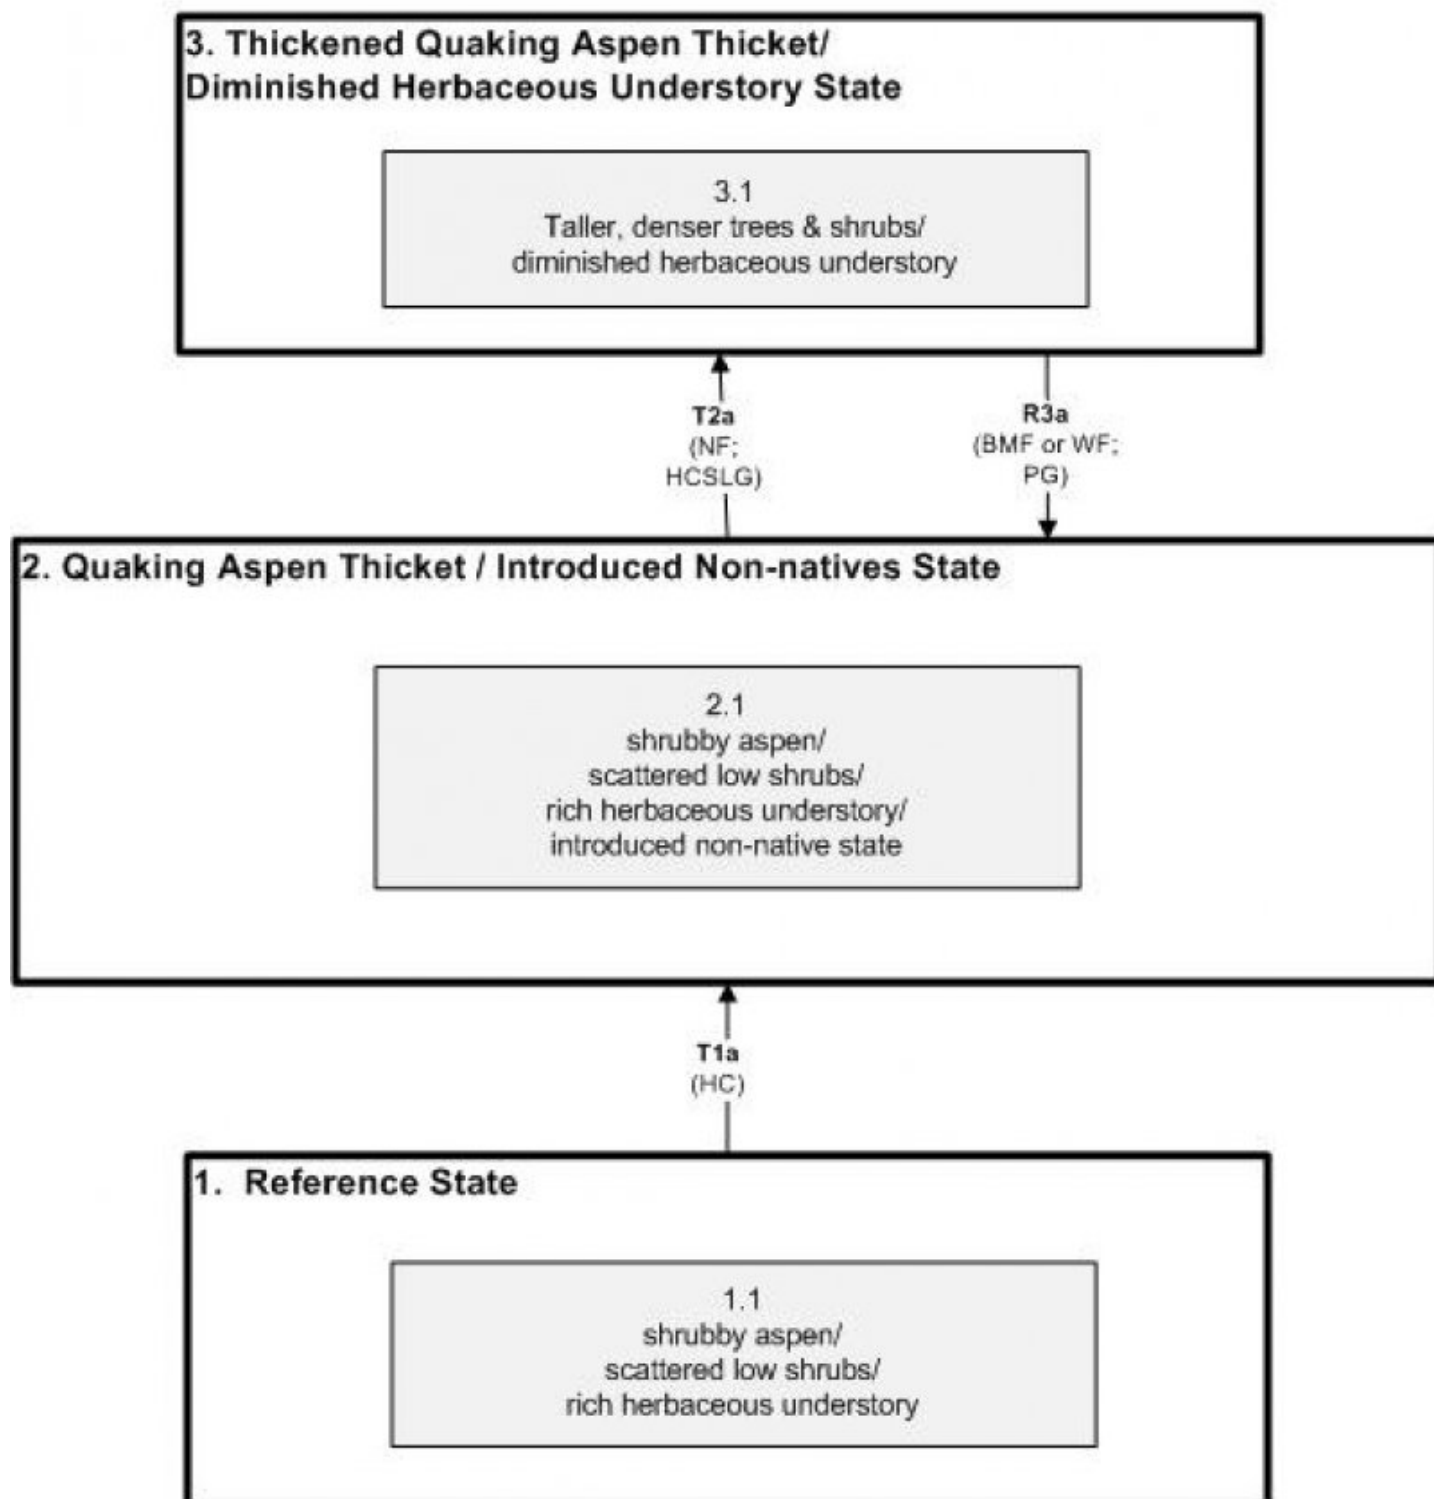 3. Thickened Quaking Aspen Thicket/
Diminished Herbaceous Understory State
3.1
Taller, denser trees & shrubs/
diminished herbaceous understory
T2a
(NF;
HCSLG)
R3a
(BMF or WF;
PG)
2. Quaking Aspen Thicket / Introduced Non-natives State
2.1
shrubby aspen/
scattered low shrubs/
rich herbaceous understory/
introduced non-native state
T1a
(HC)
1. Reference State
1.1
shrubby aspen/
scattered low shrubs/
rich herbaceous understory